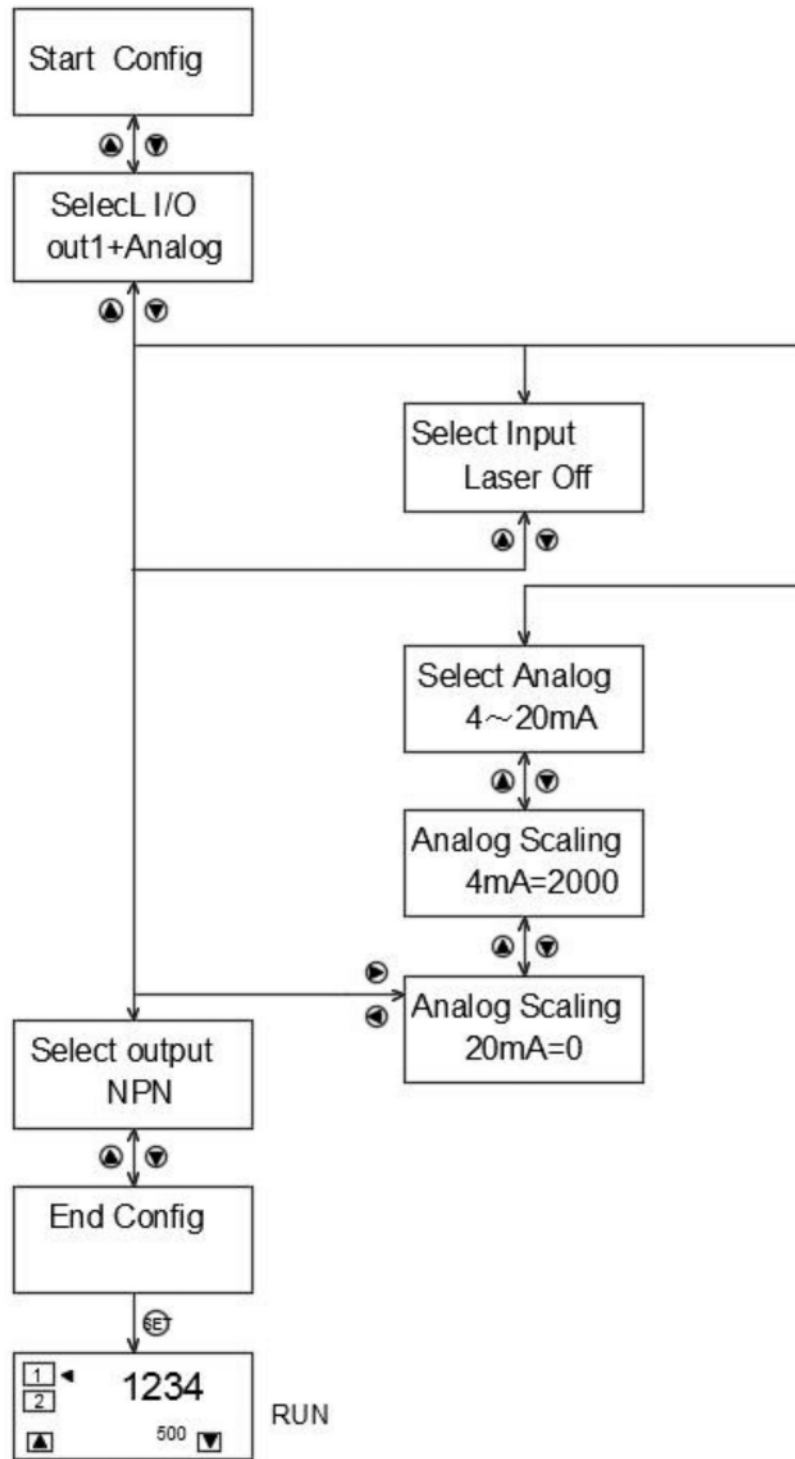 Start Config
SelecL I/O
out1+Analog
Select Input
Laser Off
Select Analog
4～20mA
Analog Scaling
4mA=2000
Analog Scaling
20mA=0
Select output
NPN
End Config
SET
1
1234
2
500
RUN